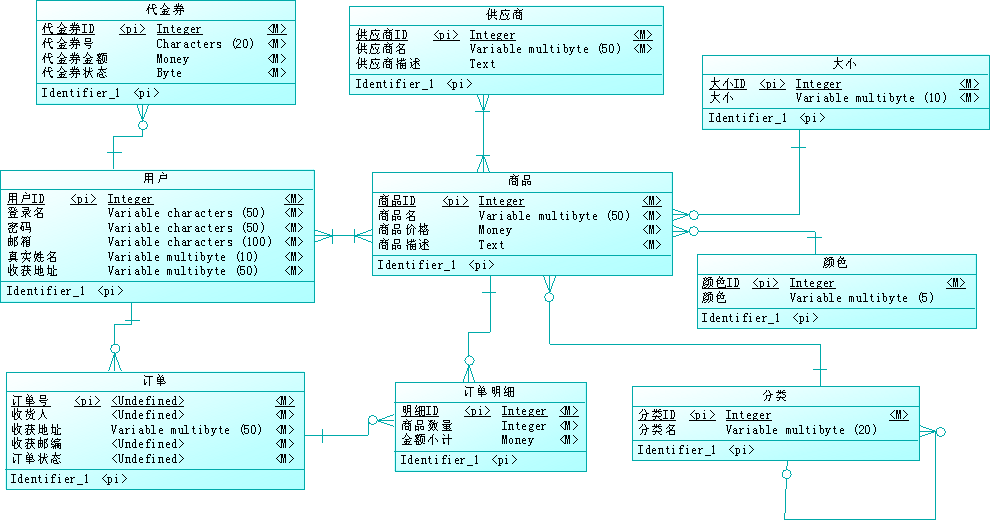 代金券
代金券ID <pi> Integer <M>
代金券号 Characters (20) <M>
代金券金额 Money <M>
代金券状态 Byte <M>
Identifier_1 <pi>
供应商
供应商ID <pi> Integer <M>
供应商名 Variable multibyte (50) <M>
供应商描述 Text
Identifier_1 <pi>
大小
大小ID <pi> Integer <M>
大小 Variable multibyte (10) <M>
Identifier_1 <pi>
用户
用户ID <pi> Integer <M>
登录名 Variable characters (50) <M>
密码 Variable characters (50) <M>
邮箱 Variable characters (100) <M>
真实姓名 Variable multibyte (10) <M>
收获地址 Variable multibyte (50) <M>
Identifier_1 <pi>
商品
商品ID <pi> Integer <M>
商品名 Variable multibyte (50) <M>
商品价格 Money <M>
商品描述 Text <M>
Identifier_1 <pi>
颜色
颜色ID <pi> Integer <M>
颜色 Variable multibyte (5)
Identifier_1 <pi>
订单
订单号 <pi> <Undefined> <M>
收货人 <Undefined> <M>
收获地址 Variable multibyte (50) <M>
收获邮编 <Undefined> <M>
订单状态 <Undefined> <M>
Identifier_1 <pi>
订单明细
明细ID <pi> Integer <M>
商品数量 Integer <M>
金额小计 Money <M>
Identifier_1 <pi>
分类
分类ID <pi> Integer <M>
分类名 Variable multibyte (20)
Identifier_1 <pi>